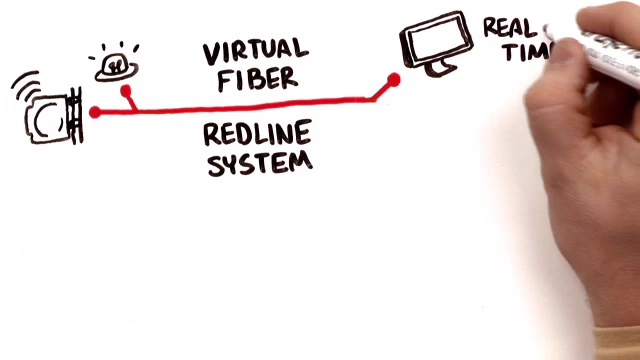 VIRTUAL
FIBER
REDLINE
SYSTEM
REAL
TIM